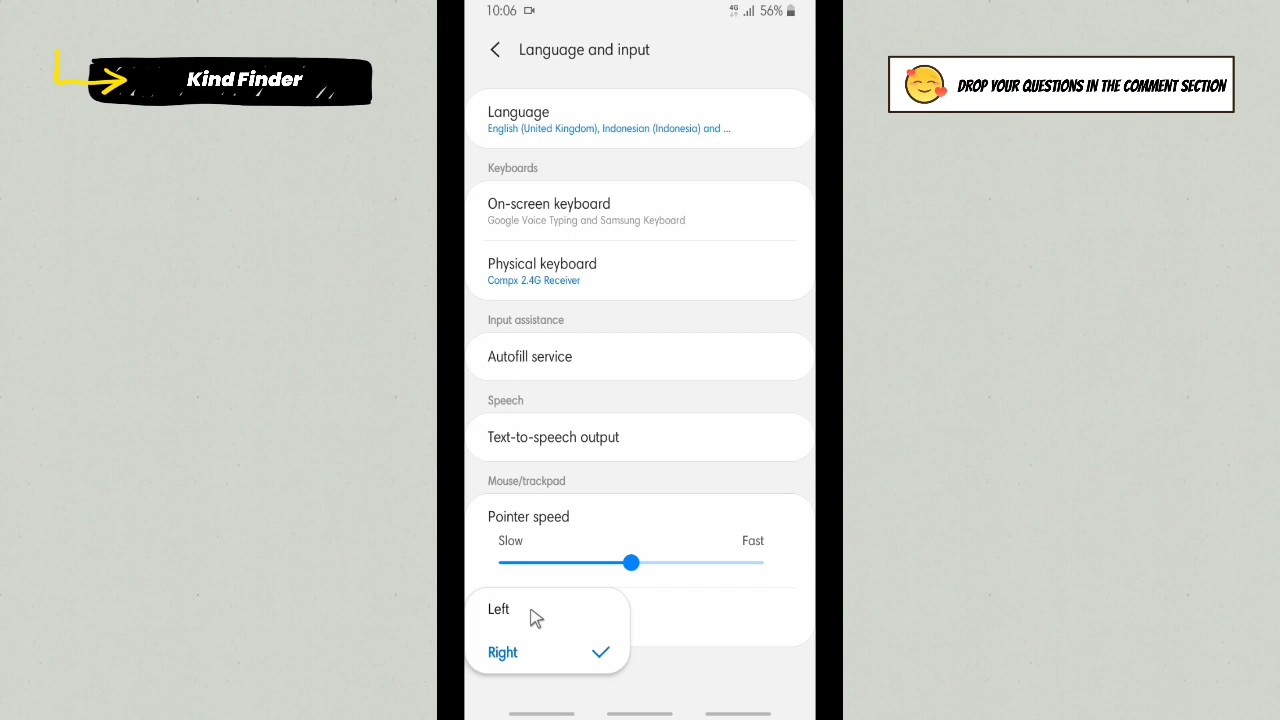 Kind Finder
DROP YOUR QUESTIONS IN THE COMMENT SECTION
10:06
4G
56%
Language and input
Language
English (United Kingdom), Indonesian (Indonesia) and ...
Keyboards
On-screen keyboard
Google Voice Typing and Samsung Keyboard
Physical keyboard
Compx 2.4G Receiver
Input assistance
Autofill service
Speech
Text-to-speech output
Mouse/trackpad
Pointer speed
Slow Fast
Left
Right